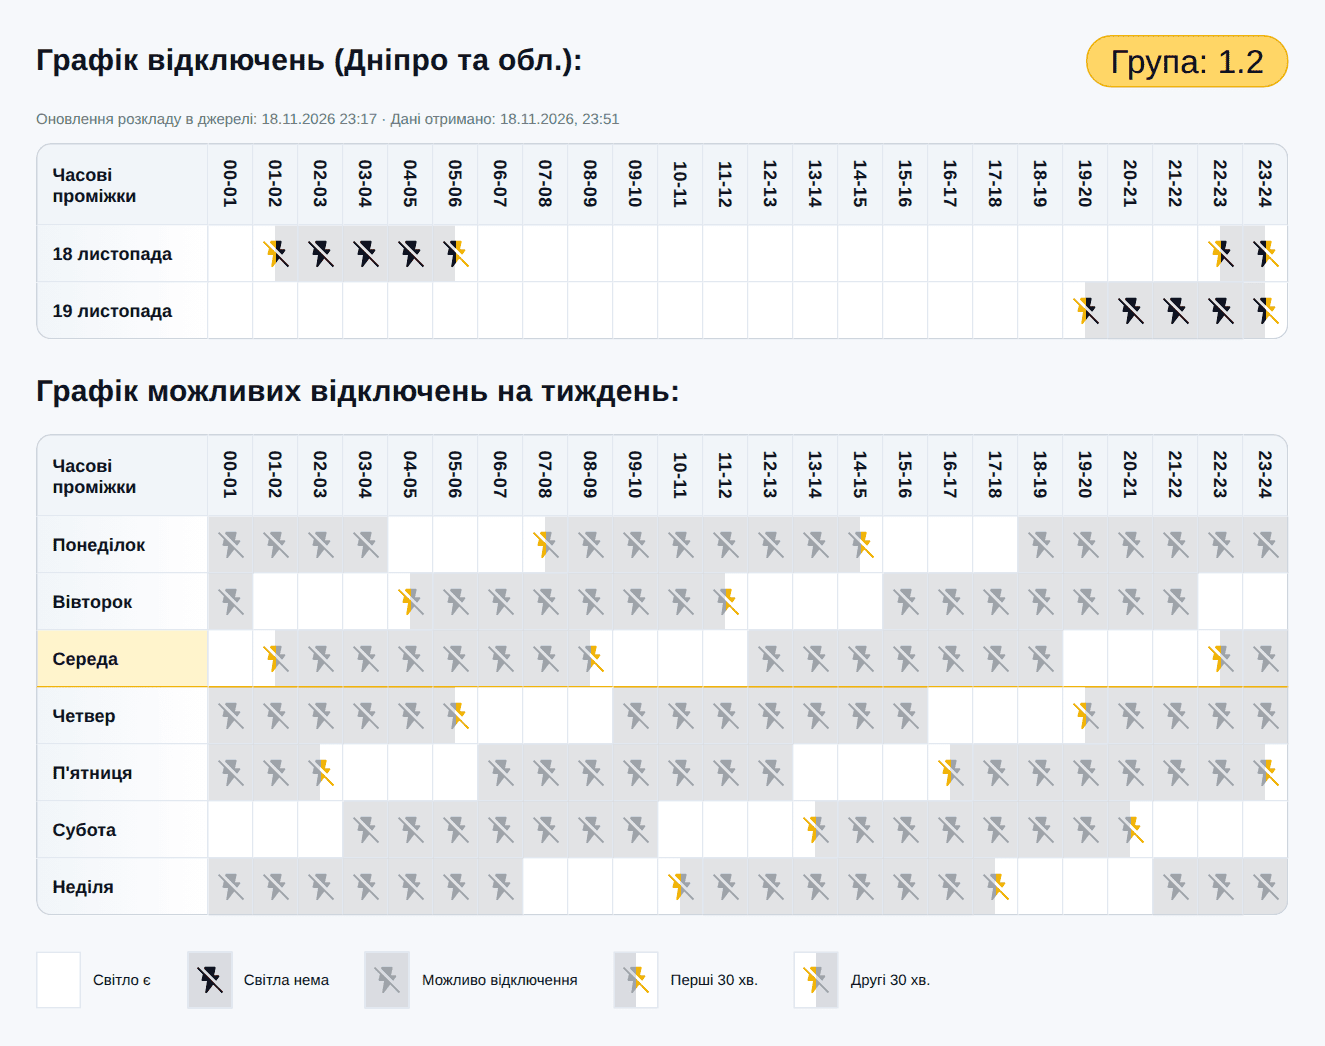 Графік відключень (Дніпро та обл.):
Група: 1.2
Оновлення розкладу в джерелі: 18.11.2026 23:17 · Дані отримано: 18.11.2026, 23:51
Часові проміжки 00-01 01-02 02-03 03-04 04-05 05-06 06-07 07-08 08-09 09-10 10-11 11-12 12-13 13-14 14-15 15-16 16-17 17-18 18-19 19-20 20-21 21-22 22-23 23-24
18 листопада
19 листопада
Графік можливих відключень на тиждень:
Часові проміжки 00-01 01-02 02-03 03-04 04-05 05-06 06-07 07-08 08-09 09-10 10-11 11-12 12-13 13-14 14-15 15-16 16-17 17-18 18-19 19-20 20-21 21-22 22-23 23-24
Понеділок
Вівторок
Середа
Четвер
П'ятниця
Субота
Неділя
Світло є Світла нема Можливо відключення Перші 30 хв. Другі 30 хв.